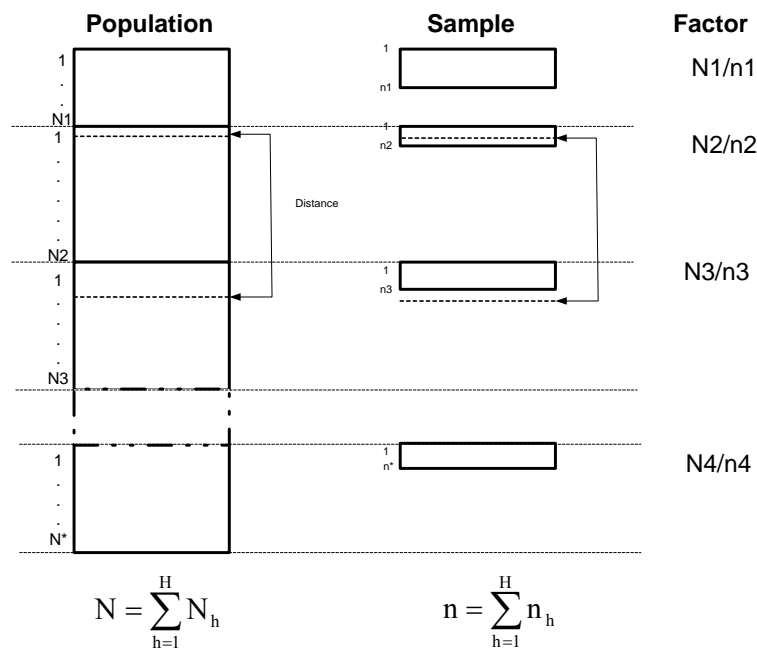 Population Sample Factor
1
.
.
N1
1
n1
N1/n1
1
.
.
.
.
.
N2
1
n2
N2/n2
Distance
1
.
.
.
.
N3
1
n3
N3/n3
1
.
.
.
N*
1
n*
N4/n4
N = ∑ N_h
H
h=1
n = ∑ n_h
H
h=1